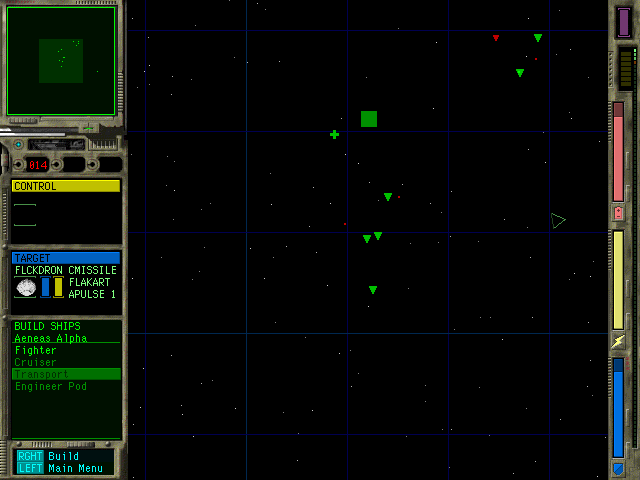 014
CONTROL
TARGET
FLCKDRON CMISSILE
FLAKART
APULSE 1
BUILD SHIPS
Aeneas Alpha
Fighter
Cruiser
Transport
Engineer Pod
RGHT Build
LEFT Main Menu